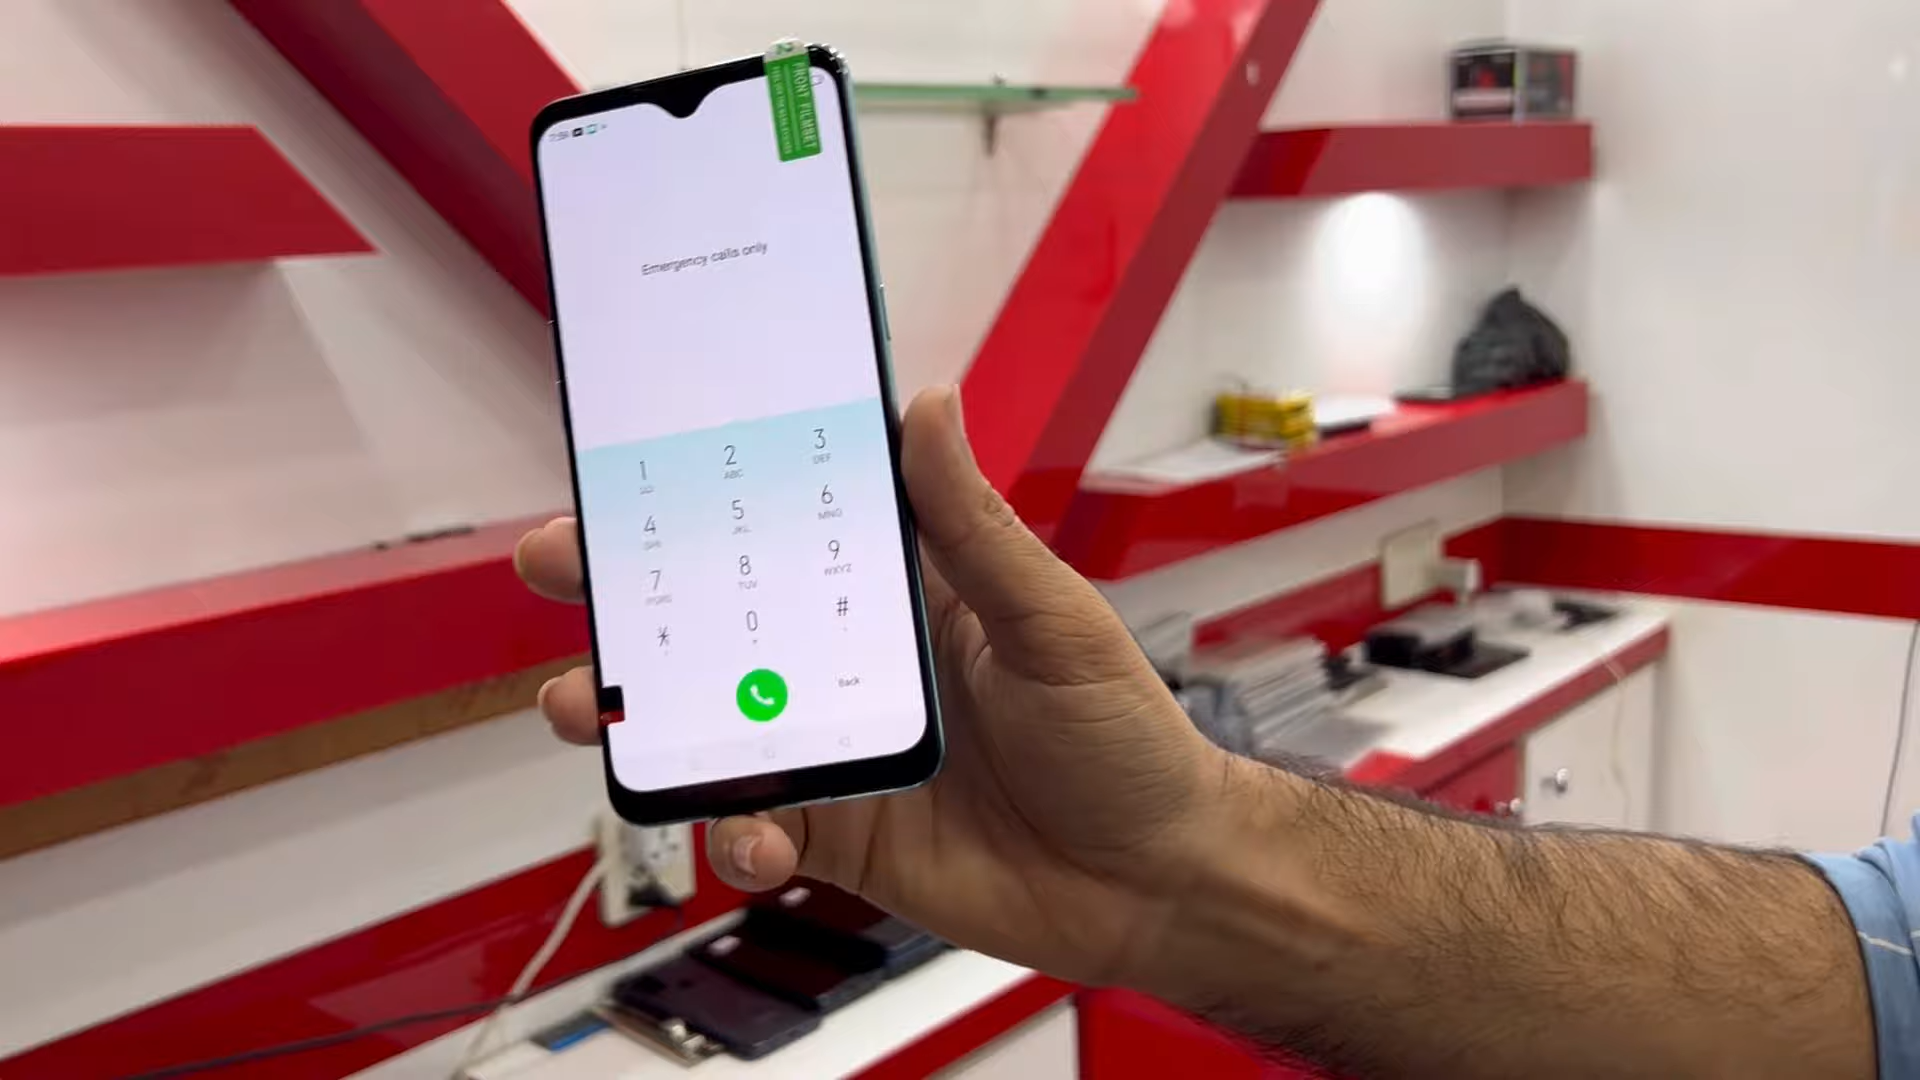 FRONT FILMSET
Emergency calls only
1
2
ABC
3
DEF
4
GHI
5
JKL
6
MNO
7
PQRS
8
TUV
9
WXYZ
*
0
+
#
Back